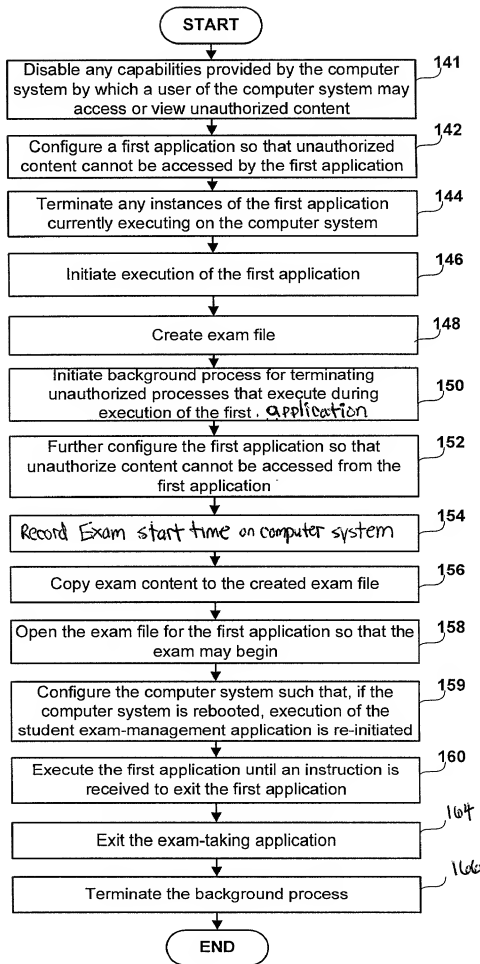 START
141
Disable any capabilities provided by the computer
system by which a user of the computer system may
access or view unauthorized content
142
Configure a first application so that unauthorized
content cannot be accessed by the first application
144
Terminate any instances of the first application
currently executing on the computer system
146
Initiate execution of the first application
148
Create exam file
150
Initiate background process for terminating
unauthorized processes that execute during
execution of the first. application
152
Further configure the first application so that
unauthorize content cannot be accessed from the
first application
154
Record Exam start time on computer system
156
Copy exam content to the created exam file
158
Open the exam file for the first application so that the
exam may begin
159
Configure the computer system such that, if the
computer system is rebooted, execution of the
student exam-management application is re-initiated
160
Execute the first application until an instruction is
received to exit the first application
164
Exit the exam-taking application
166
Terminate the background process
END